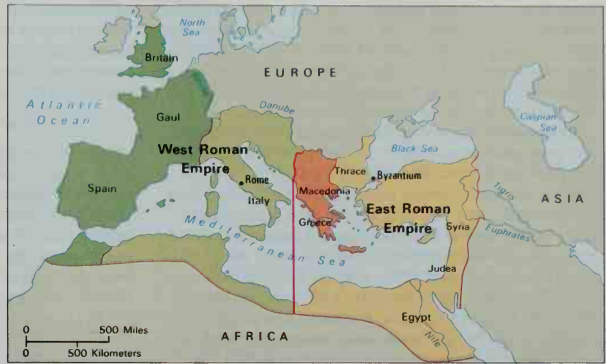 North
Sea
Britain
EUROPE
Atlantic
Ocean
Gaul
Danube
Caspian
Sea
Black Sea
West Roman
Empire
Thrace
Byzantium
Rome
Macedonia
Tigris
ASIA
Spain
Italy
East Roman
Empire
Greece
Syria
Euphrates
Mediterranean Sea
Judea
0 500 Miles
Egypt
0 500 Kilometers
AFRICA
Nile